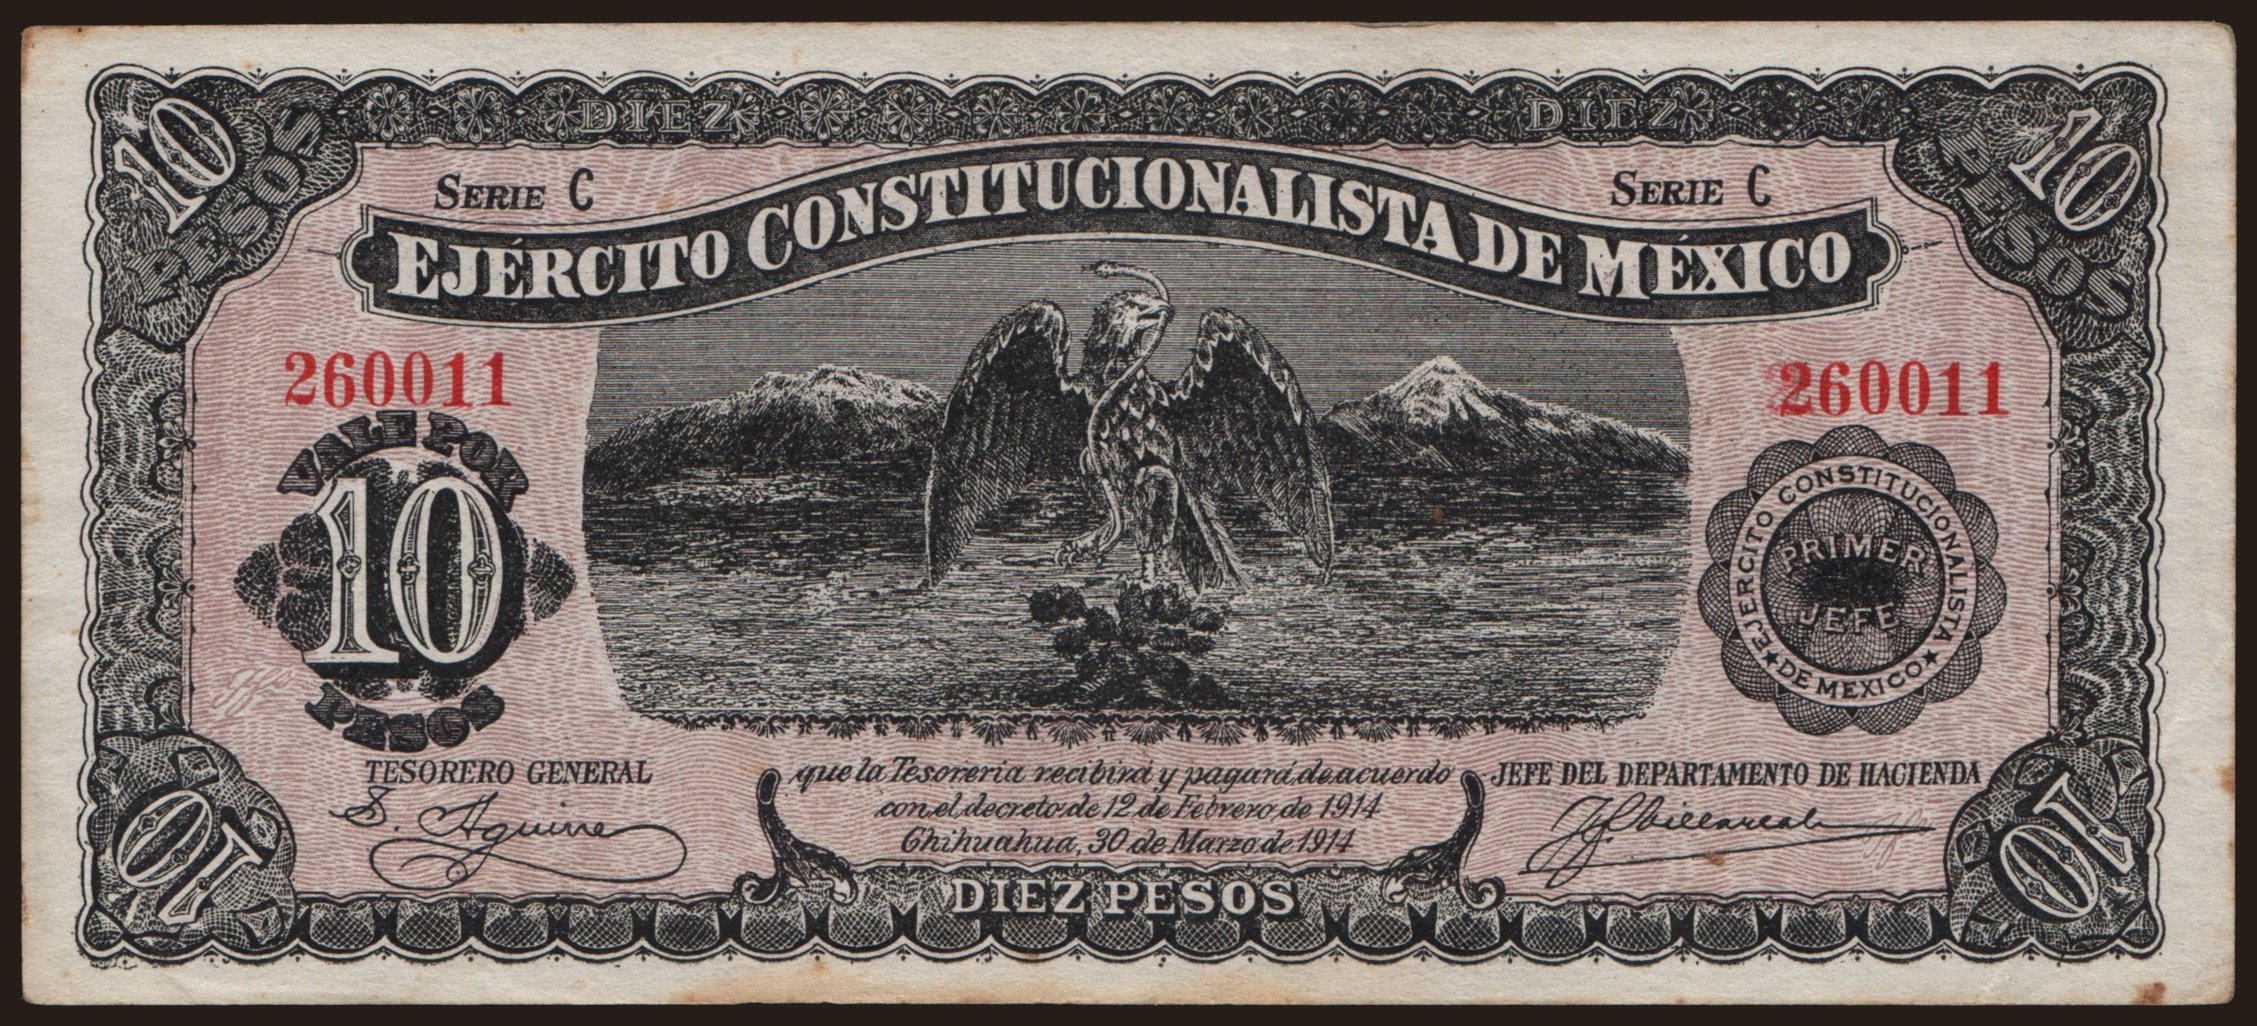 10 PESOS
DIEZ
DIEZ
10 PESOS
SERIE C
SERIE C
EJÉRCITO CONSTITUCIONALISTA DE MÉXICO
260011
260011
VALE POR
10
PESOS
EJERCITO CONSTITUCIONALISTA
★ DE MEXICO ★
PRIMER
JEFE
TESORERO GENERAL
S. Aguirre
que la Tesoreria recibirá y pagará de acuerdo
con el decreto de 12 de Febrero de 1914
Chihuahua, 30 de Marzo de 1914
JEFE DEL DEPARTAMENTO DE HACIENDA
10
DIEZ PESOS
10